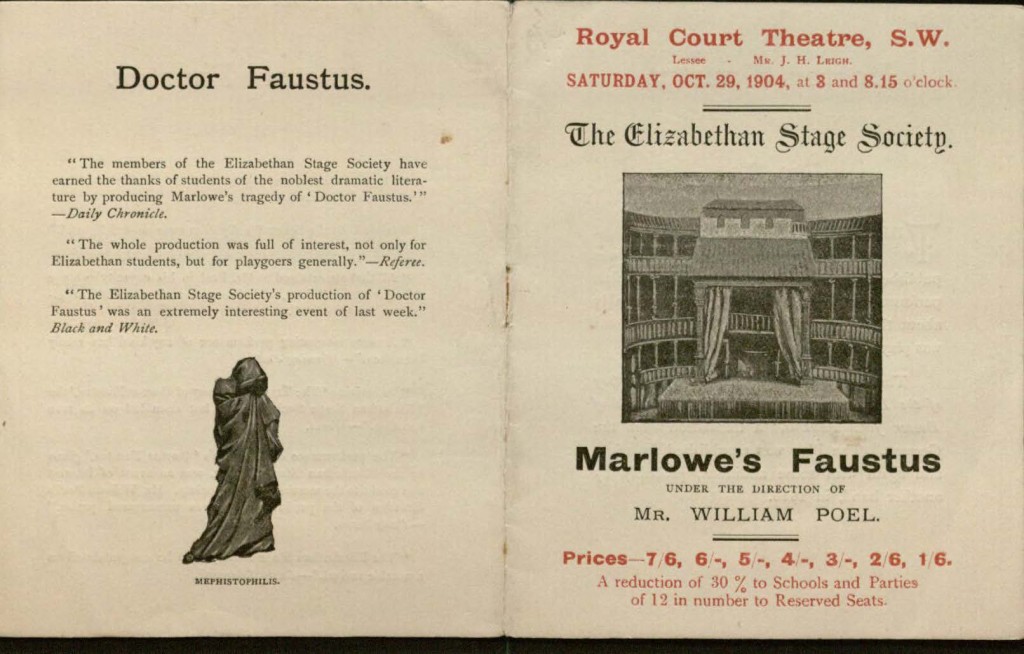 Doctor Faustus.
“The members of the Elizabethan Stage Society have
earned the thanks of students of the noblest dramatic litera-
ture by producing Marlowe's tragedy of ‘Doctor Faustus.’”
—Daily Chronicle.
“The whole production was full of interest, not only for
Elizabethan students, but for playgoers generally.”—Referee.
“The Elizabethan Stage Society's production of ‘Doctor
Faustus’ was an extremely interesting event of last week.”
Black and White.
MEPHISTOPHILIS.
Royal Court Theatre, S.W.
Lessee - Mr. J. H. Leigh.
SATURDAY, OCT. 29, 1904, at 3 and 8.15 o'clock.
The Elizabethan Stage Society.
Marlowe's Faustus
UNDER THE DIRECTION OF
Mr. WILLIAM POEL.
Prices—7/6, 6/-, 5/-, 4/-, 3/-, 2/6, 1/6.
A reduction of 30 % to Schools and Parties
of 12 in number to Reserved Seats.